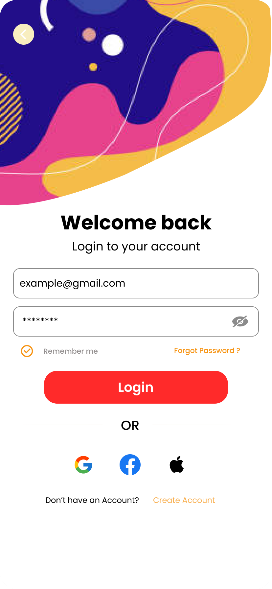 Welcome back
Login to your account
example@gmail.com
********
Remember me
Forgot Password ?
Login
OR
Don't have an Account?
Create Account